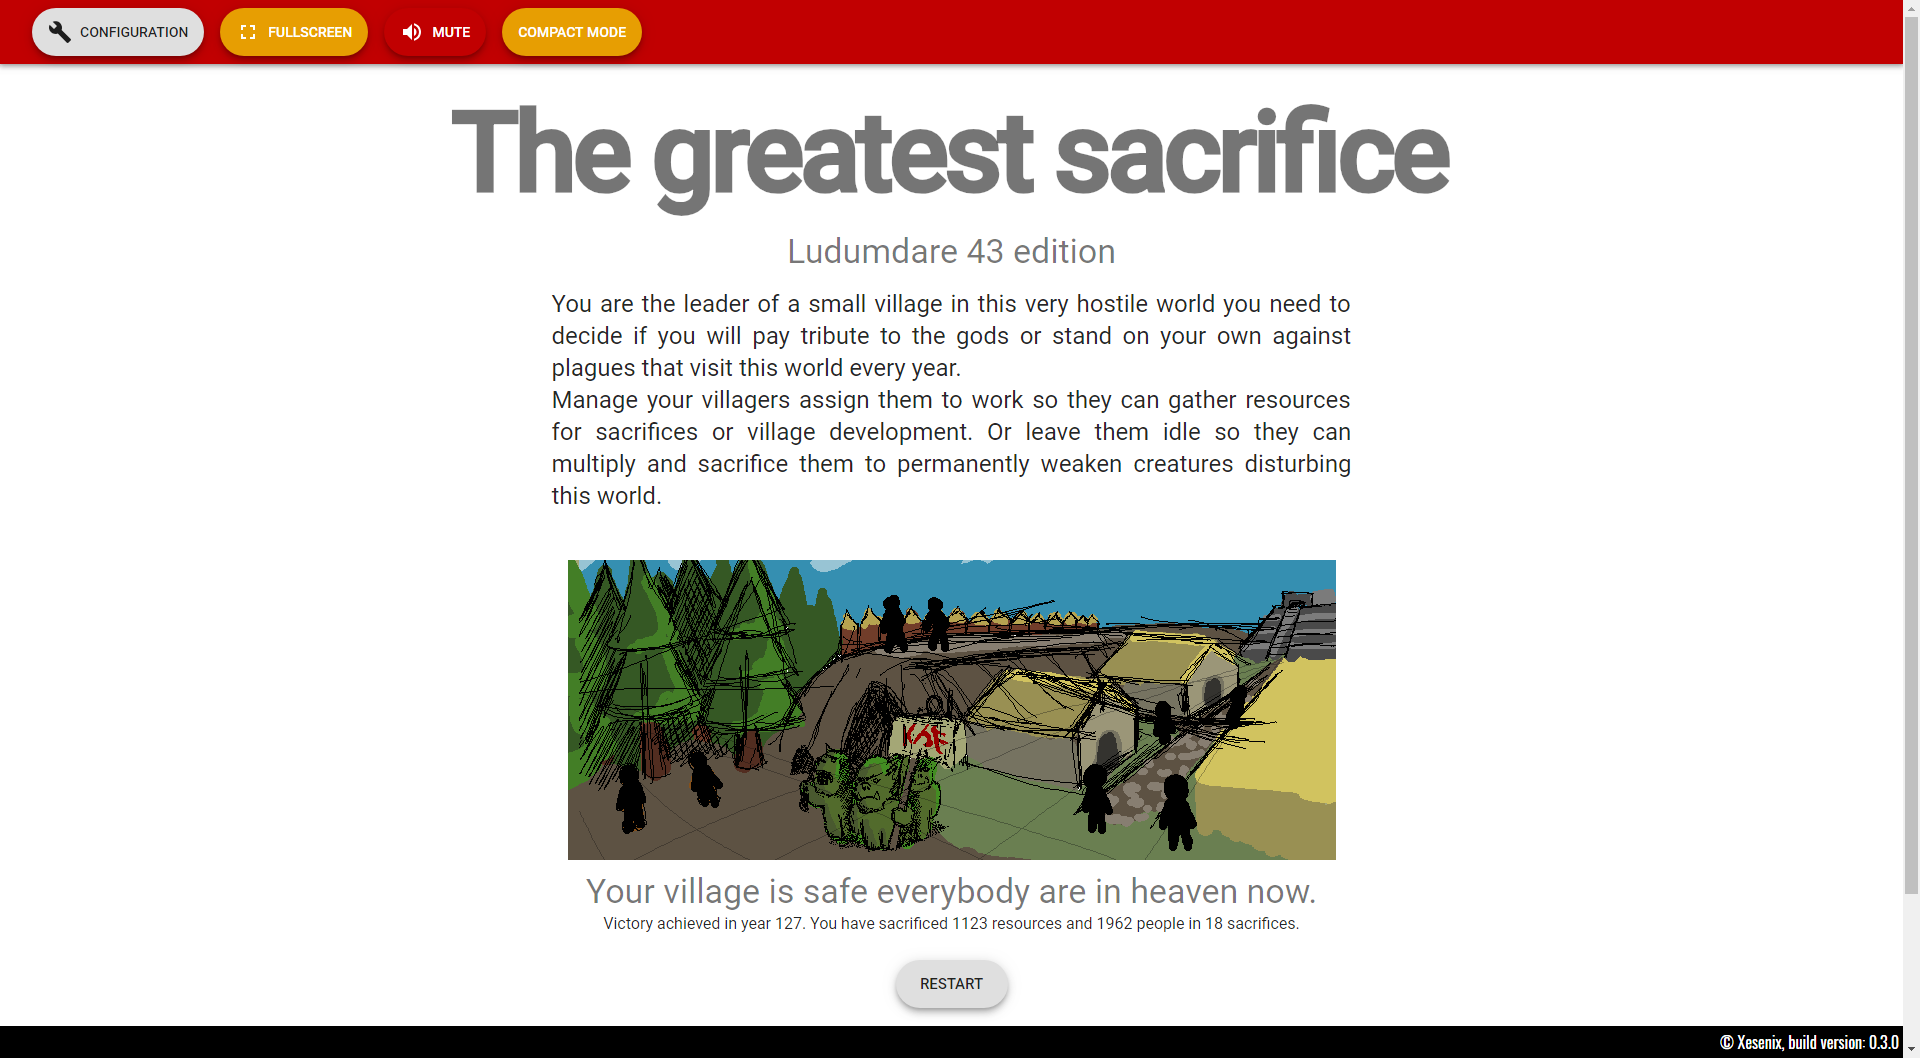 CONFIGURATION
FULLSCREEN
MUTE
COMPACT MODE
The greatest sacrifice
Ludumdare 43 edition
You are the leader of a small village in this very hostile world you need to
decide if you will pay tribute to the gods or stand on your own against
plagues that visit this world every year.
Manage your villagers assign them to work so they can gather resources
for sacrifices or village development. Or leave them idle so they can
multiply and sacrifice them to permanently weaken creatures disturbing
this world.
Your village is safe everybody are in heaven now.
Victory achieved in year 127. You have sacrificed 1123 resources and 1962 people in 18 sacrifices.
RESTART
© Xesenix, build version: 0.3.0